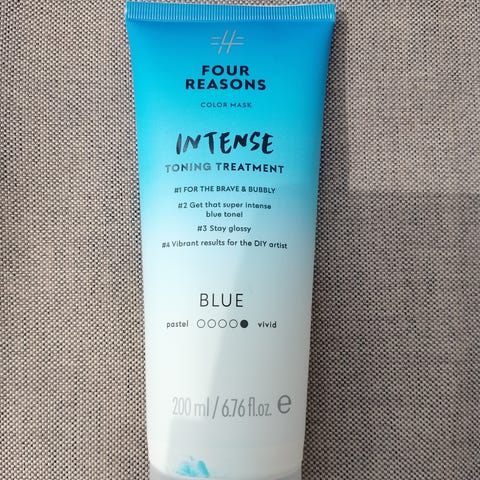 FOUR
REASONS
COLOR MASK
INTENSE
TONING TREATMENT
#1 FOR THE BRAVE & BUBBLY
#2 Get that super intense
blue tone!
#3 Stay glossy
#4 Vibrant results for the DIY artist
BLUE
pastel ○○○○● vivid
200 ml / 6.76 fl.oz. ℮